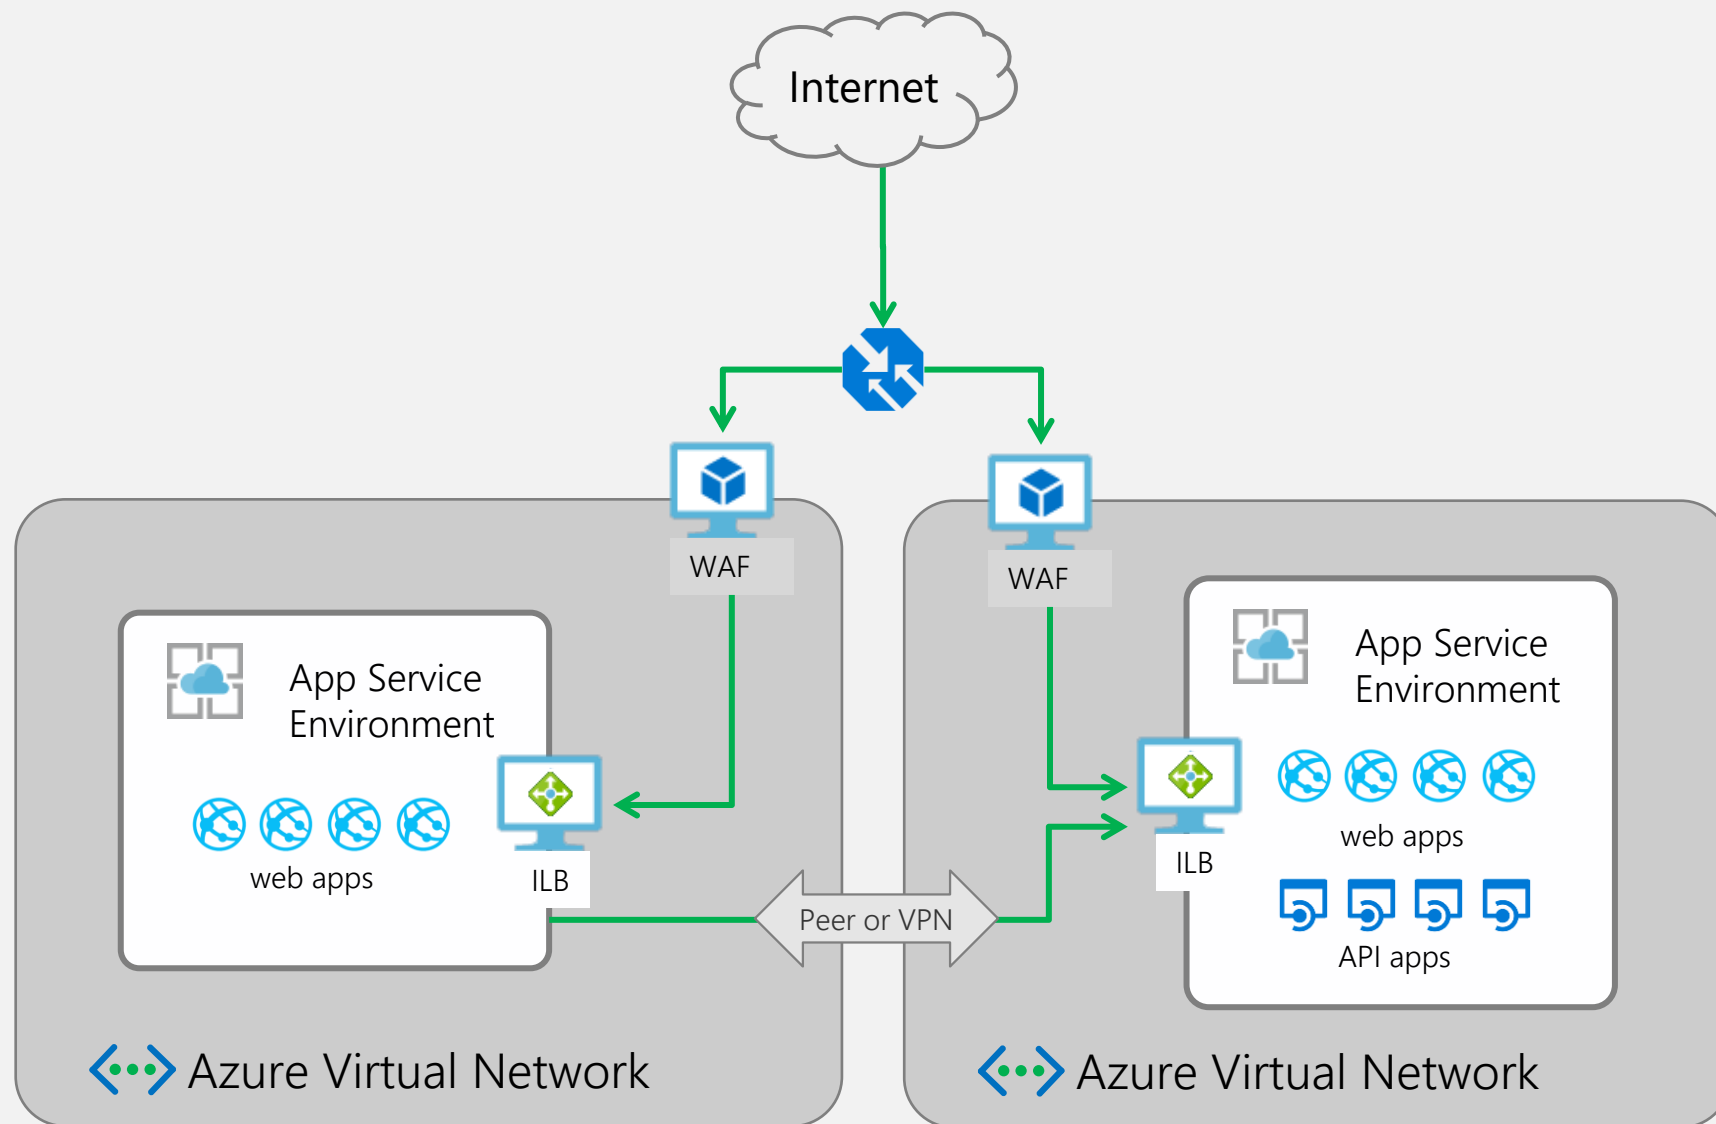 Internet
WAF
App Service
Environment
web apps
ILB
Azure Virtual Network
Peer or VPN
WAF
App Service
Environment
web apps
ILB
API apps
Azure Virtual Network